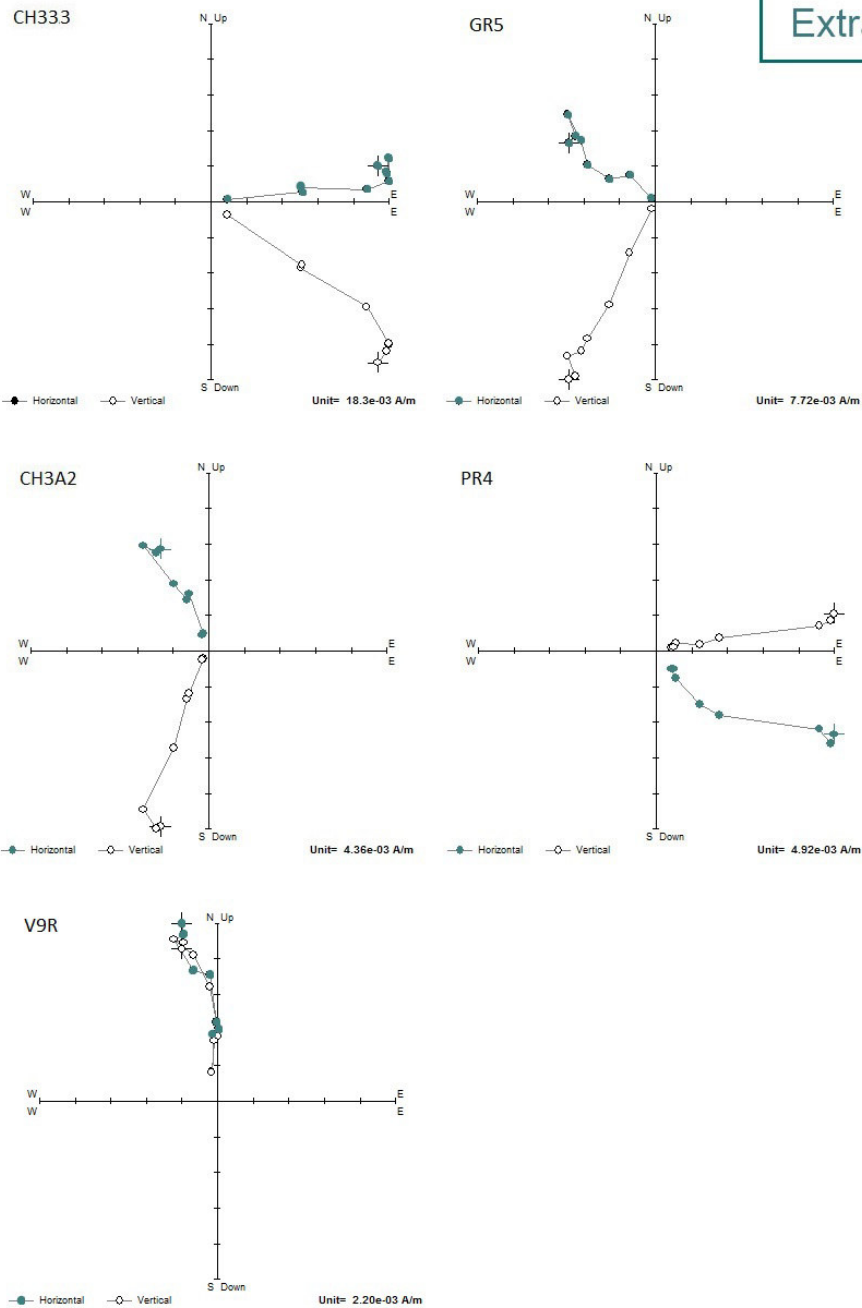 CH333
N Up
W E
W E
S Down
Horizontal Vertical Unit= 18.3e-03 A/m
GR5
N Up
W E
W E
S Down
Horizontal Vertical Unit= 7.72e-03 A/m
Extra
CH3A2
N Up
W E
W E
S Down
Horizontal Vertical Unit= 4.36e-03 A/m
PR4
N Up
W E
W E
S Down
Horizontal Vertical Unit= 4.92e-03 A/m
V9R
N Up
W E
W E
S Down
Horizontal Vertical Unit= 2.20e-03 A/m